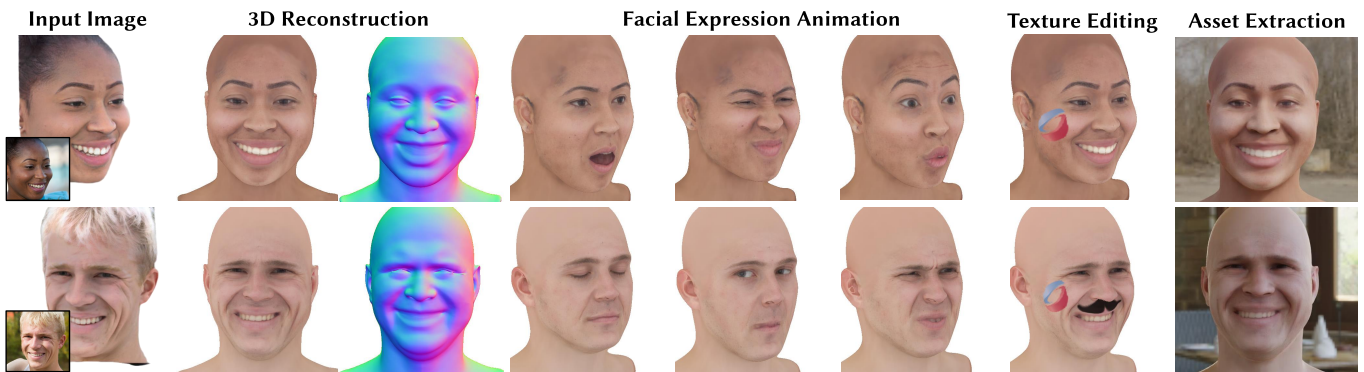 Input Image
3D Reconstruction
Facial Expression Animation
Texture Editing
Asset Extraction